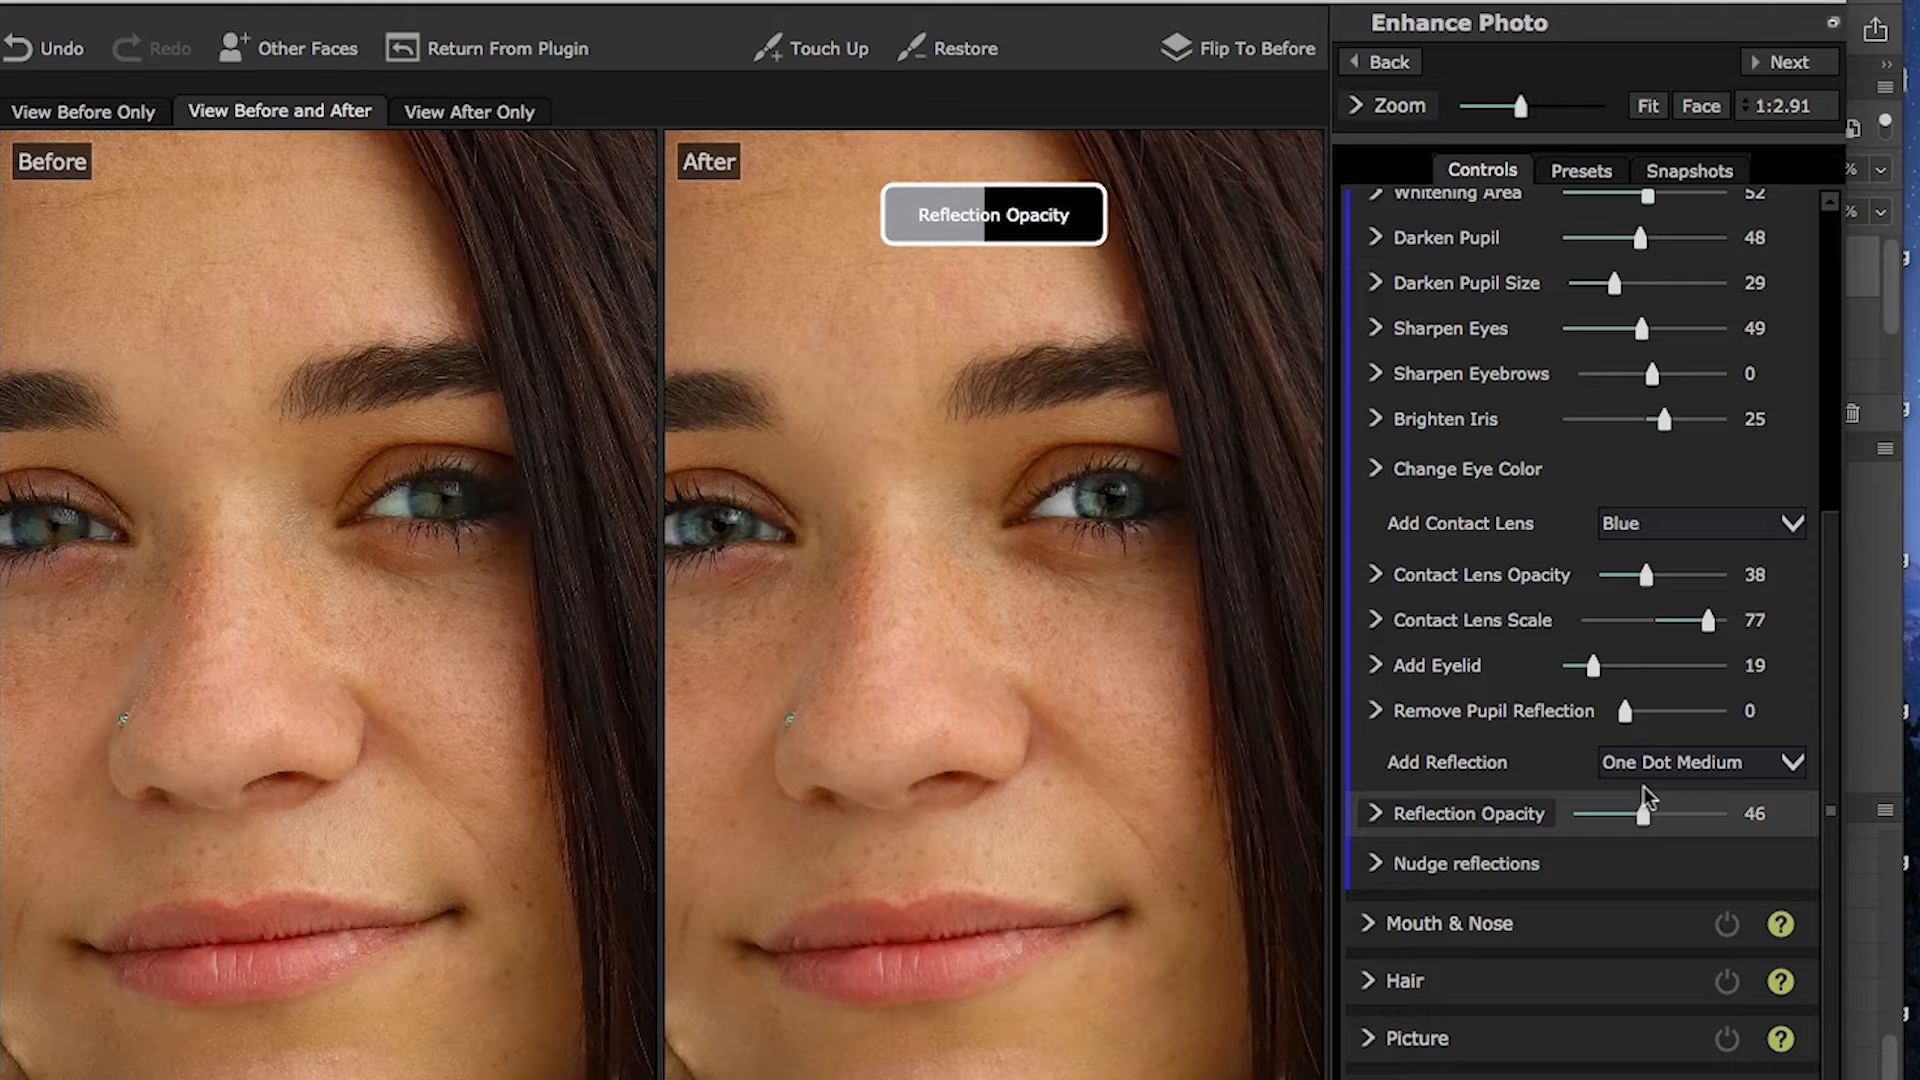 Enhance Photo
Undo
Redo
Other Faces
Return From Plugin
Touch Up
Restore
Flip To Before
Back
Next
Zoom
Fit
Face
1:2.91
View Before Only
View Before and After
View After Only
Controls
Presets
Snapshots
Before
After
Reflection Opacity
Whitening Area 52
Darken Pupil 48
Darken Pupil Size 29
Sharpen Eyes 49
Sharpen Eyebrows 0
Brighten Iris 25
Change Eye Color
Add Contact Lens Blue
Contact Lens Opacity 38
Contact Lens Scale 77
Add Eyelid 19
Remove Pupil Reflection 0
Add Reflection One Dot Medium
Reflection Opacity 46
Nudge reflections
Mouth & Nose ?
Hair ?
Picture ?
%
%